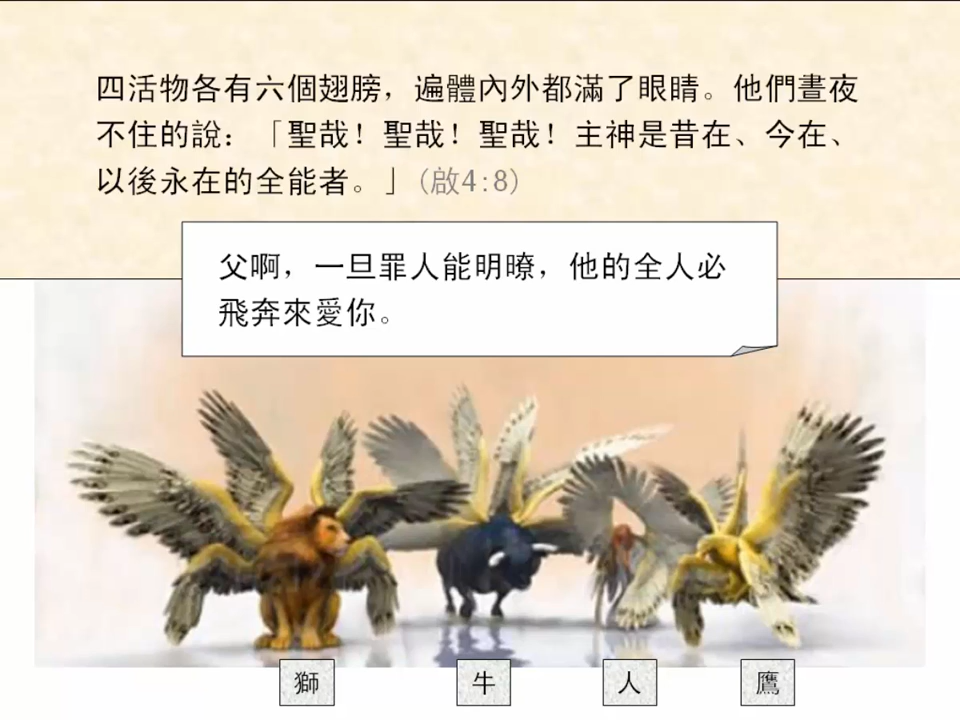 四活物各有六個翅膀，遍體內外都滿了眼睛。他們晝夜
不住的說：「聖哉！聖哉！聖哉！主神是昔在、今在、
以後永在的全能者。」(啟4:8)
父啊，一旦罪人能明暸，他的全人必
飛奔來愛你。
獅
牛
人
鷹